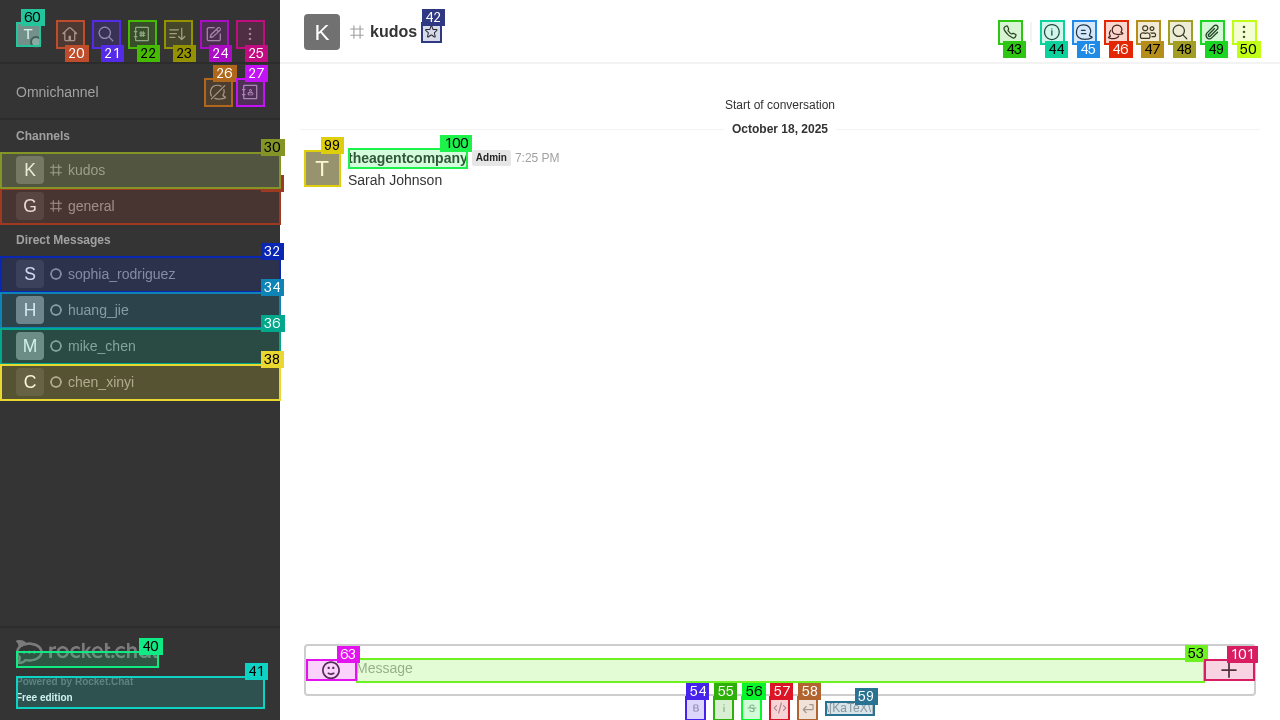 60
T
20
21
22
23
24
25
K
kudos
42
43
44
45
46
47
48
49
50
Omnichannel
26
27
Start of conversation
October 18, 2025
Channels
30
K kudos
G general
99
100
T
theagentcompany Admin 7:25 PM
Sarah Johnson
Direct Messages
32
S sophia_rodriguez
34
H huang_jie
36
M mike_chen
38
C chen_xinyi
40
rocket.chat
41
Powered by Rocket.Chat
Free edition
63
Message
53
101
54
55
56
57
58
59
B
i
S
</>
\KaTeX\